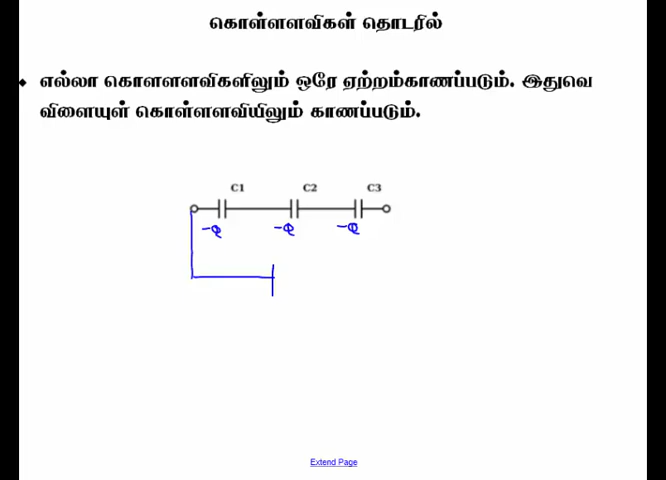 கொள்ளளவிகள் தொடரில்
எல்லா கொளளளவிகளிலும் ஒரே ஏற்றம்காணப்படும். இதுவெ
விளையுள் கொள்ளளவியிலும் காணப்படும்.
C1 C2 C3
-Q -Q -Q
Extend Page